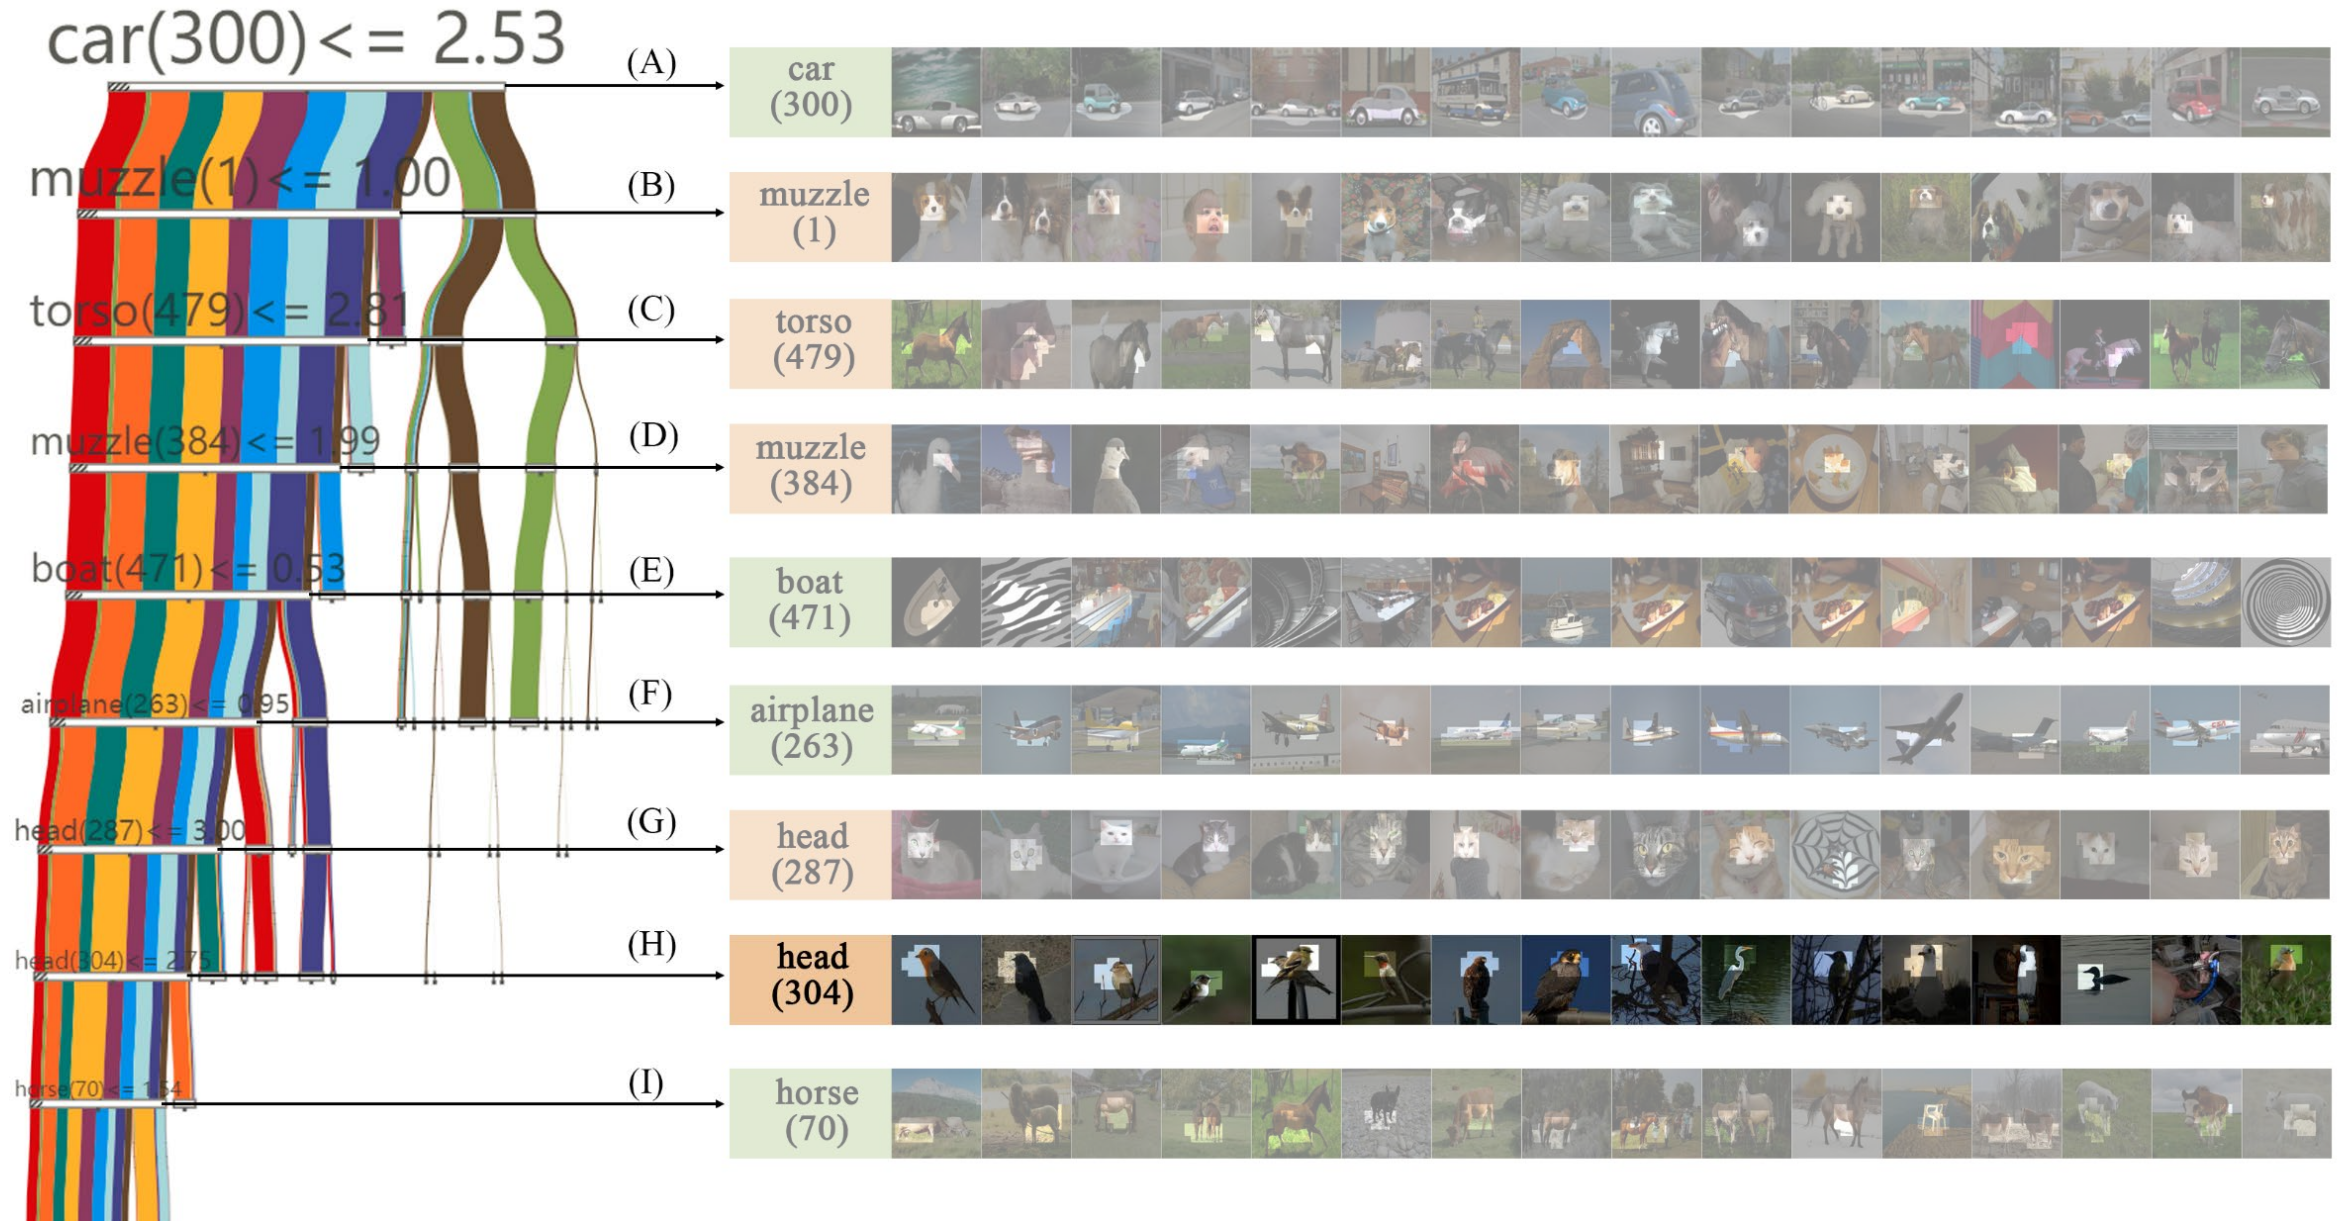 car(300)<= 2.53
(A)
car
(300)
muzzle(1)<= 1.00
(B)
muzzle
(1)
torso(479)<= 2.81
(C)
torso
(479)
muzzle(384)<= 1.99
(D)
muzzle
(384)
boat(471)<= 0.53
(E)
boat
(471)
airplane(263)<= 0.95
(F)
airplane
(263)
head(287)<= 3.00
(G)
head
(287)
head(304)<= 2.75
(H)
head
(304)
horse(70)<= 1.54
(I)
horse
(70)